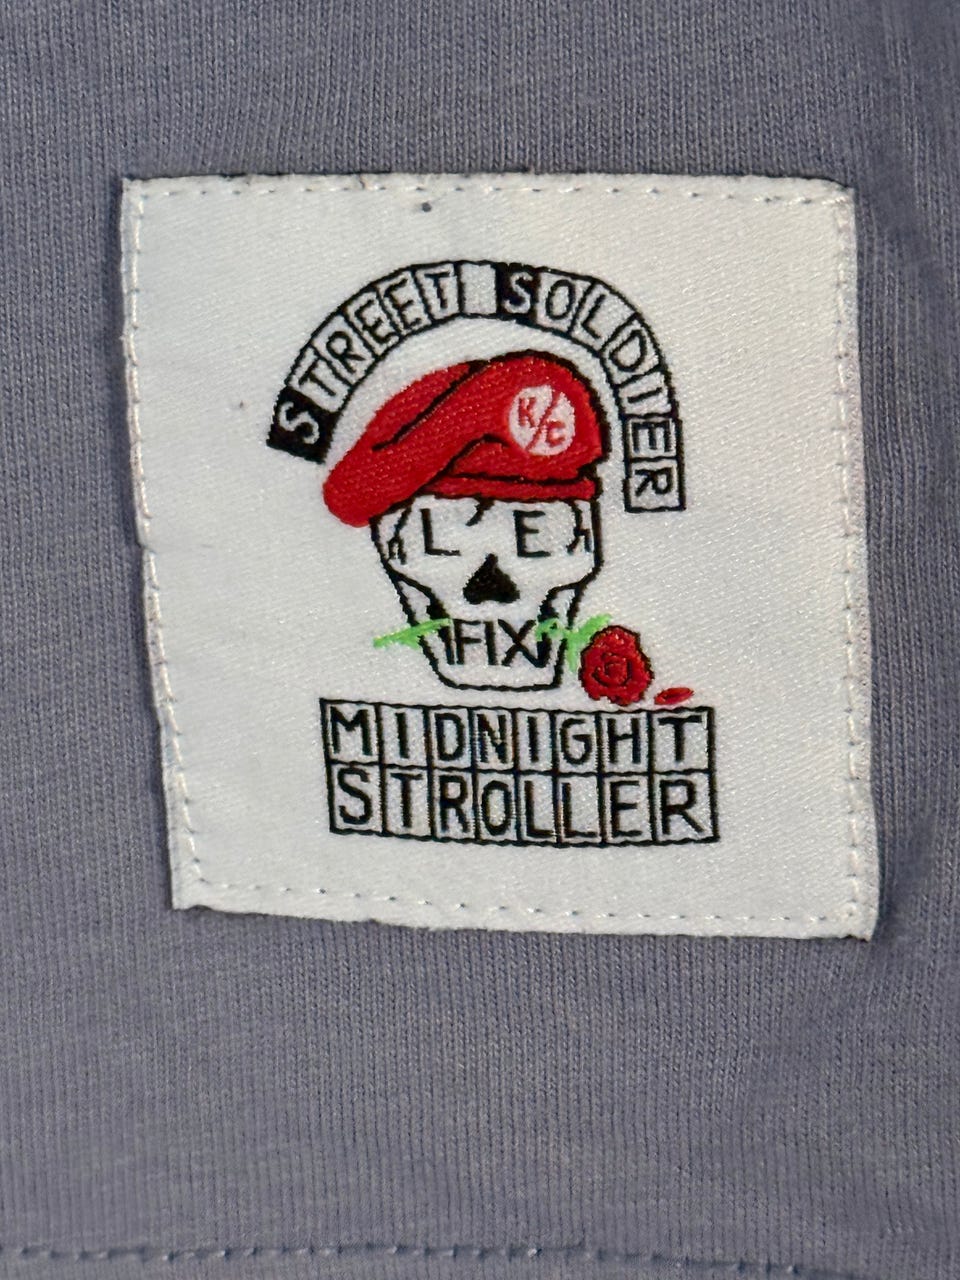 STREET SOLDIER
K/C
L E
FIX
MIDNIGHT
STROLLER